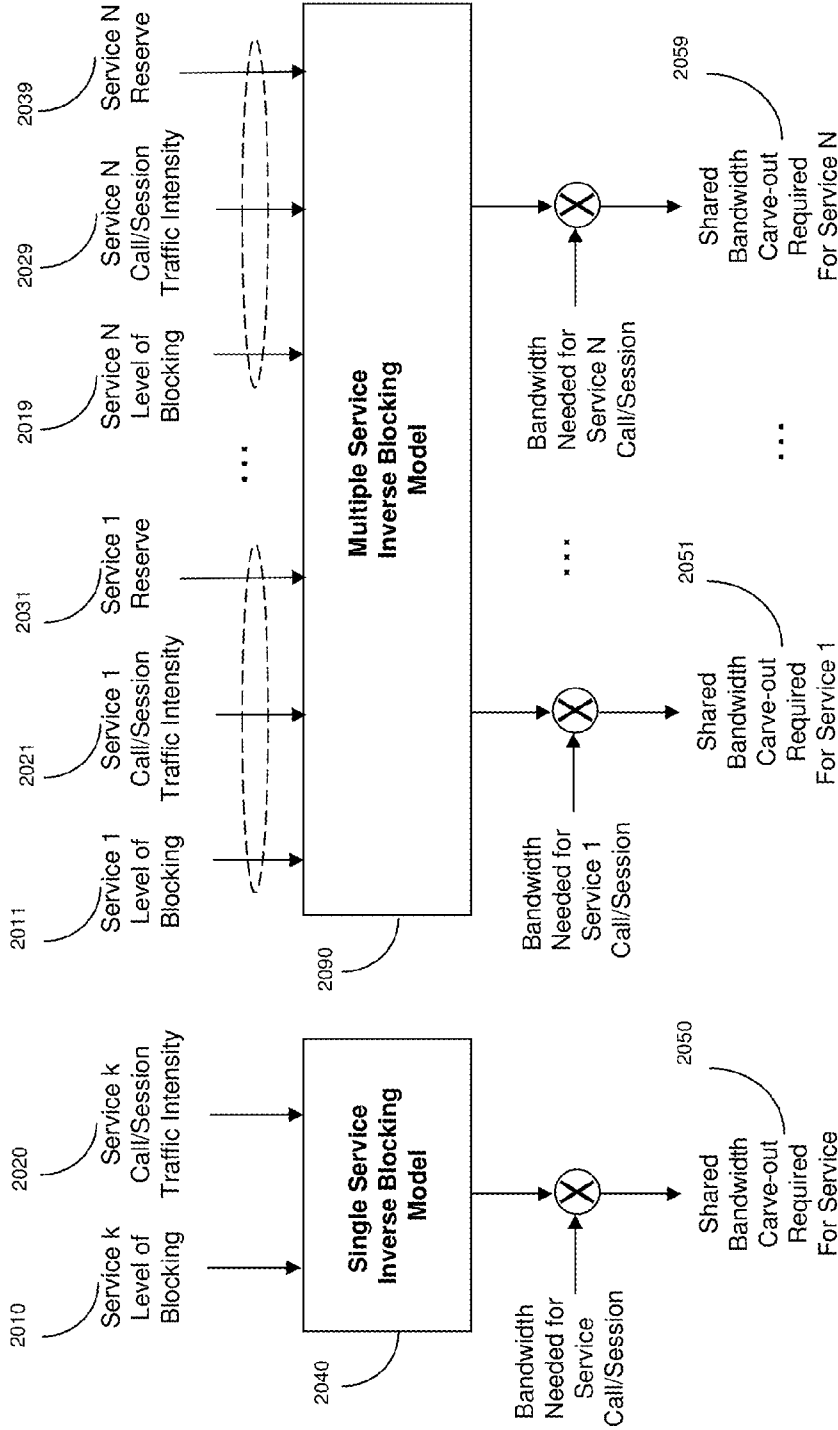 2010
Service k
Level of
Blocking
2020
Service k
Call/Session
Traffic Intensity
2040
Single Service
Inverse Blocking
Model
Bandwidth
Needed for
Service
Call/Session
X
Shared
Bandwidth
Carve-out
Required
For Service
2050
2011
Service 1
Level of
Blocking
2021
Service 1
Call/Session
Traffic Intensity
2031
Service 1
Reserve
...
2019
Service N
Level of
Blocking
2029
Service N
Call/Session
Traffic Intensity
2039
Service N
Reserve
2090
Multiple Service
Inverse Blocking
Model
Bandwidth
Needed for
Service 1
Call/Session
X
...
Bandwidth
Needed for
Service N
Call/Session
X
Shared
Bandwidth
Carve-out
Required
For Service 1
2051
...
Shared
Bandwidth
Carve-out
Required
For Service N
2059